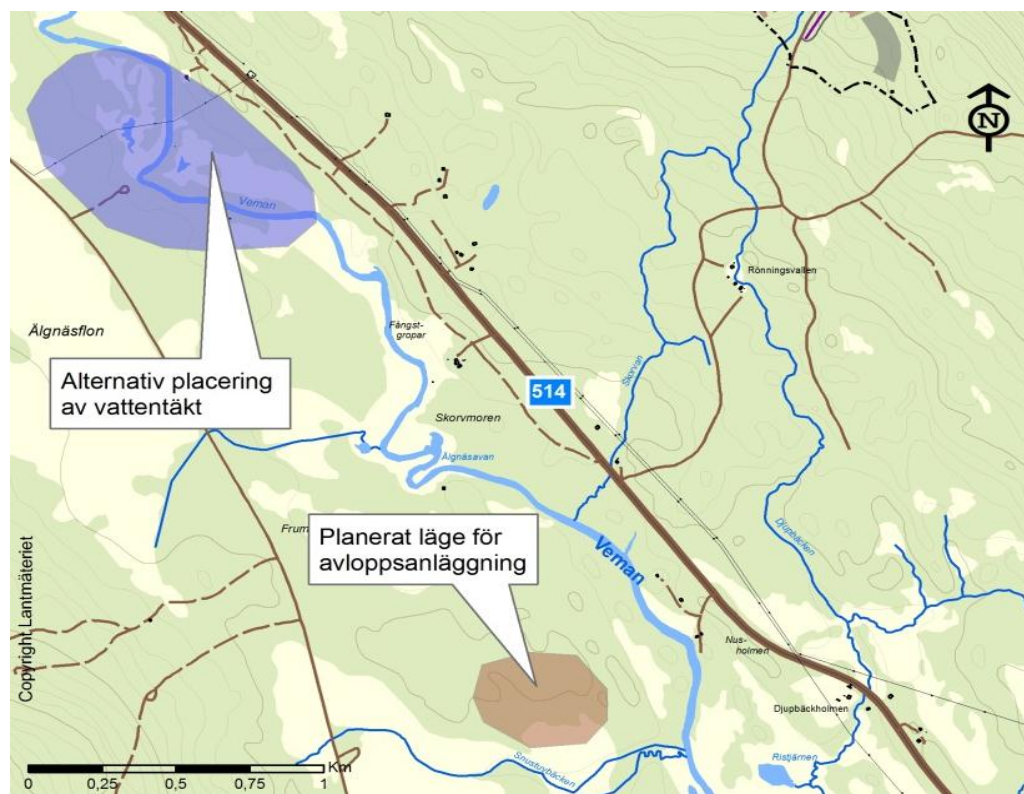 N
Veman
Rönningsvallen
Älgnäsflon
Fångst-
gropar
Alternativ placering
av vattentäkt
Skorvan
514
Skorvmoren
Älgnäsavan
Planerat läge för
avloppsanläggning
Veman
Djupbäcken
Nus-
holmen
Djupbäckholmen
Snustuvbäcken
Ristjärnen
Copyright Lantmäteriet
Km
0 0,25 0,5 0,75 1